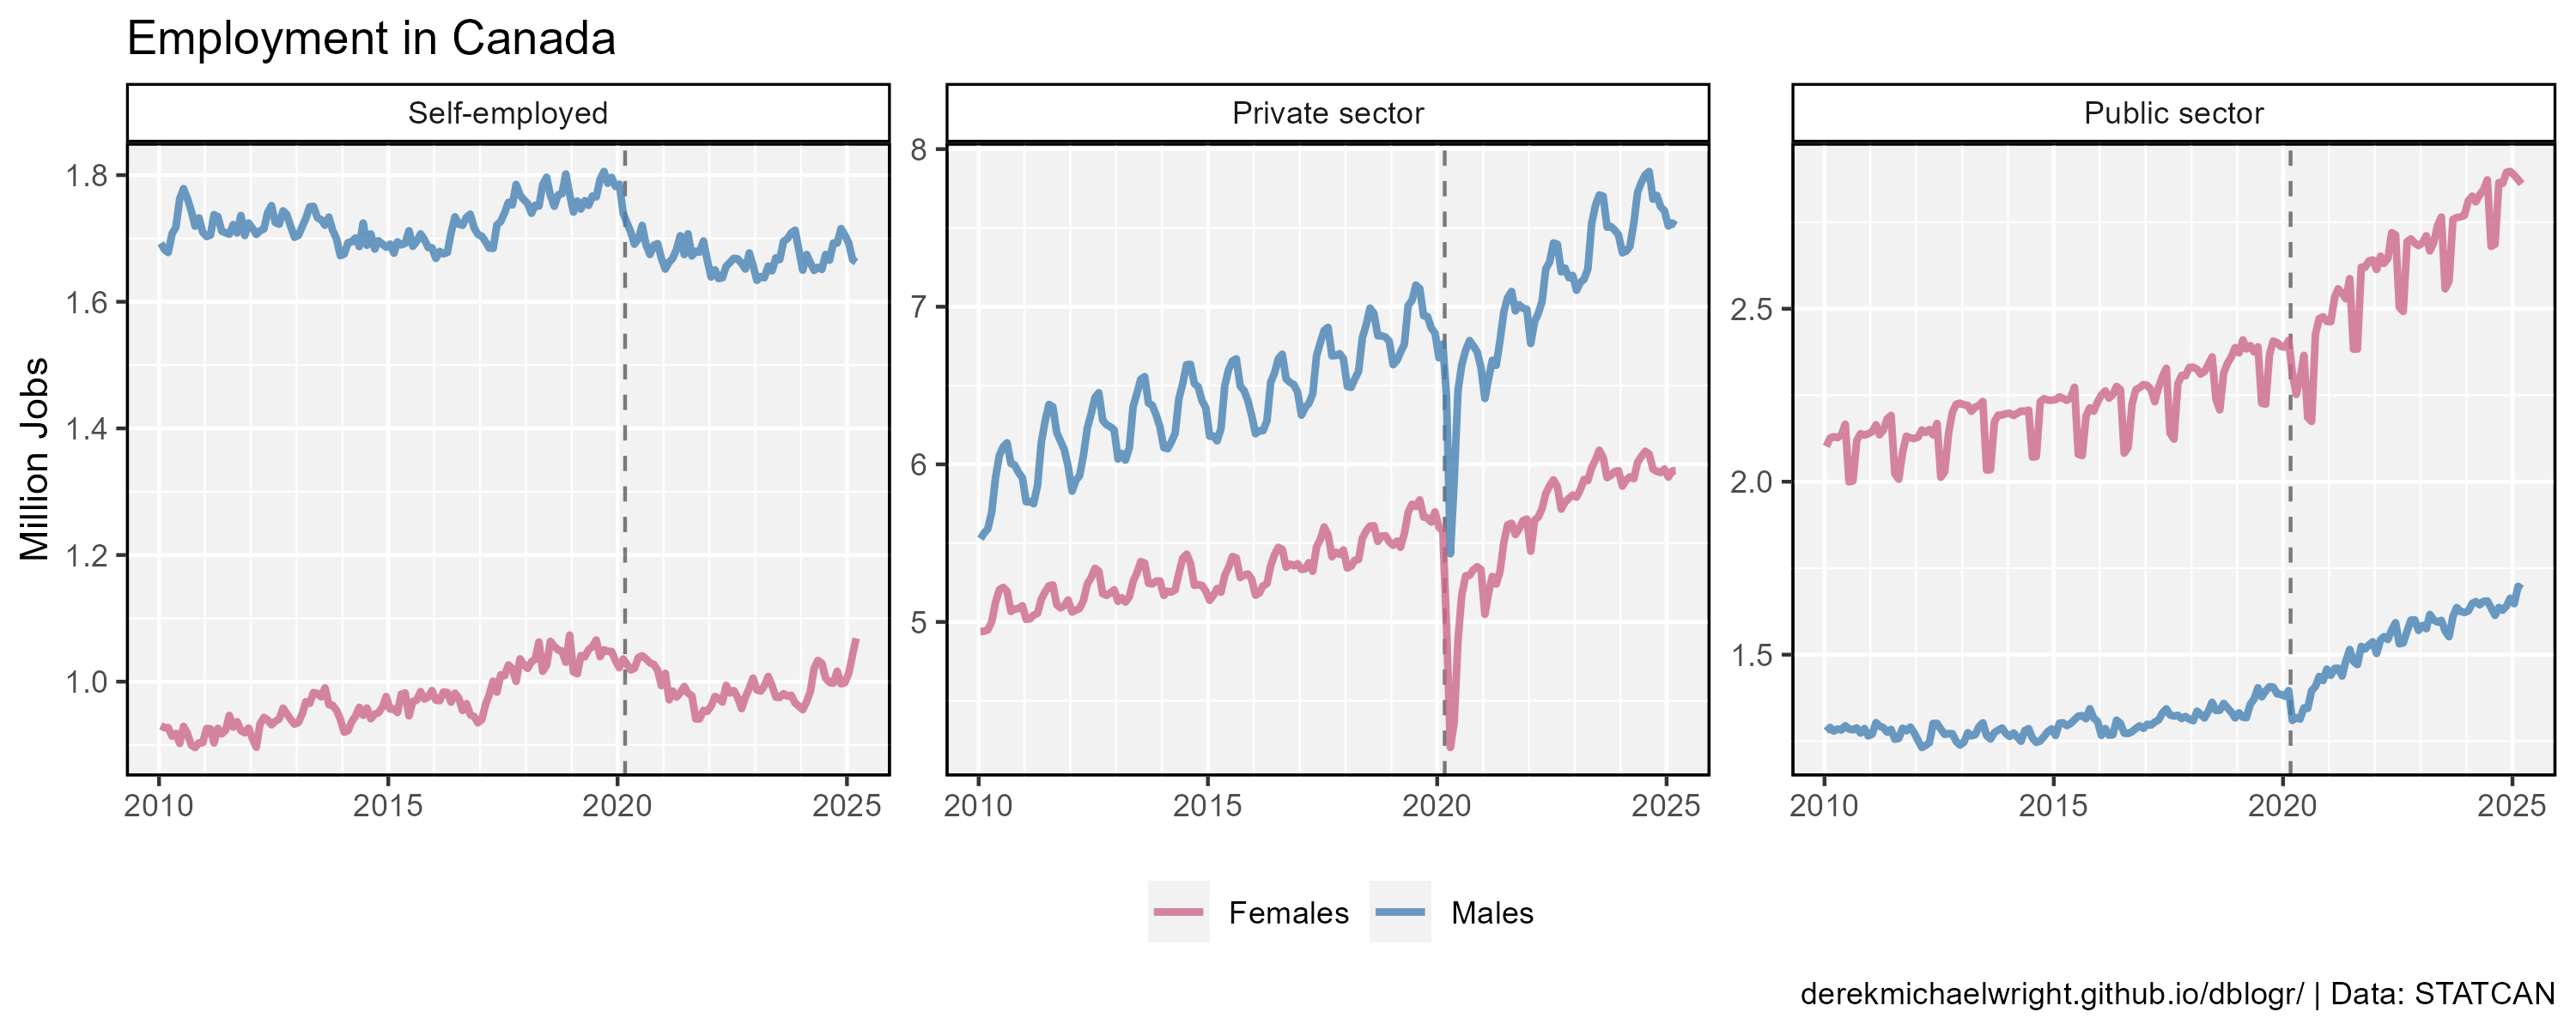 Employment in Canada
Self-employed
Private sector
Public sector
Million Jobs
1.8
1.6
1.4
1.2
1.0
2010 2015 2020 2025
8
7
6
5
2010 2015 2020 2025
2.5
2.0
1.5
2010 2015 2020 2025
Females Males
derekmichaelwright.github.io/dblogr/ | Data: STATCAN